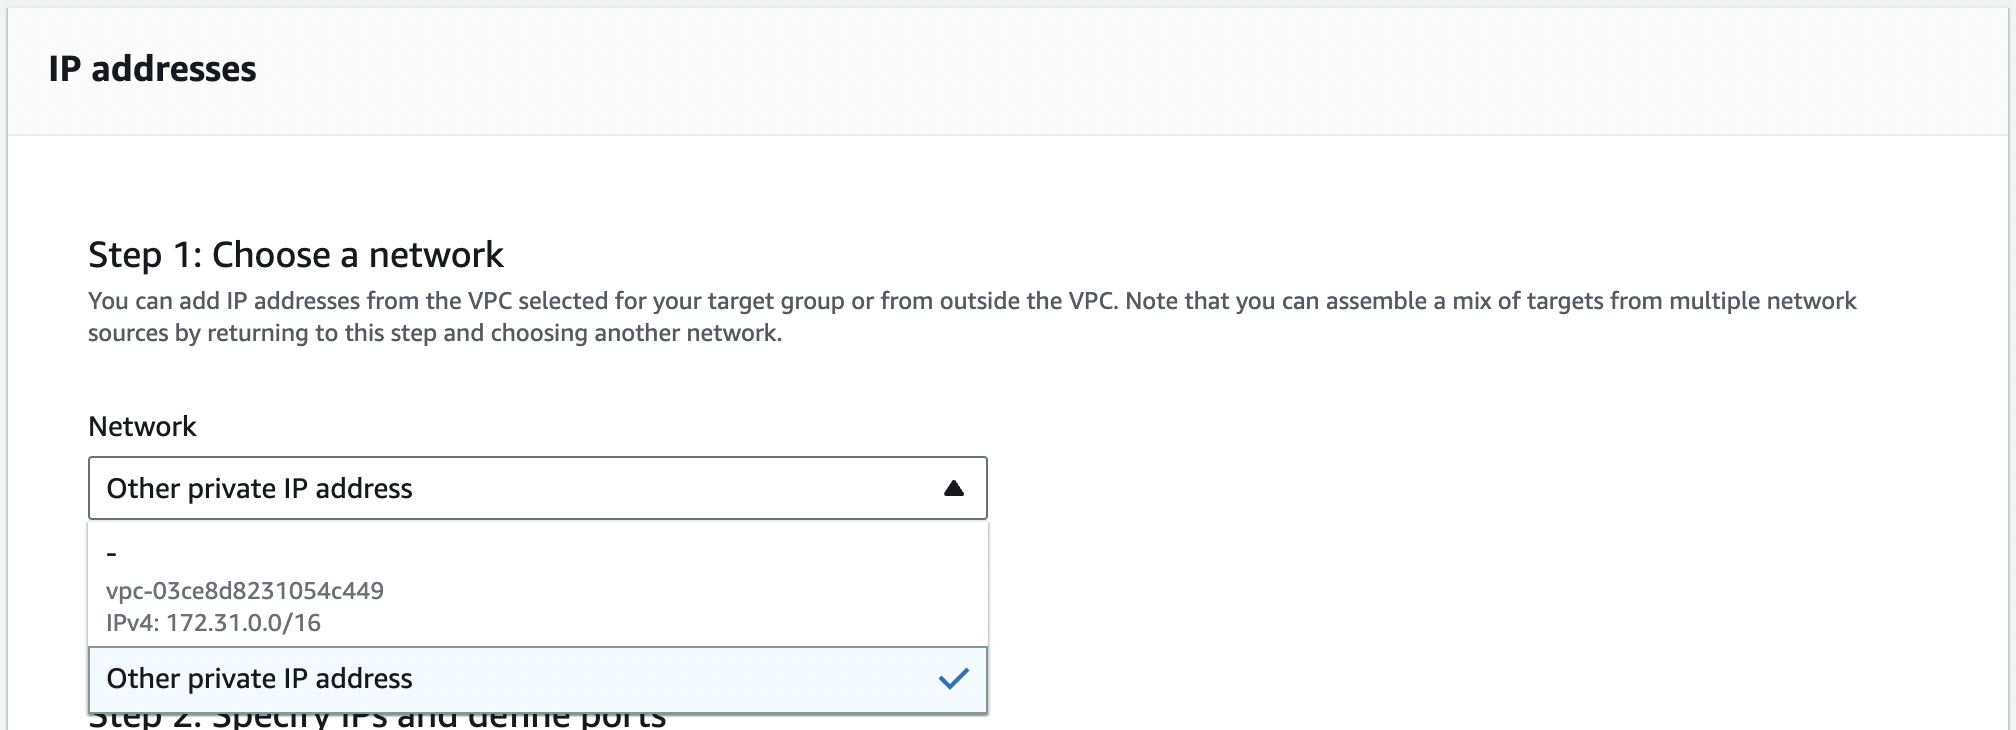 IP addresses
Step 1: Choose a network
You can add IP addresses from the VPC selected for your target group or from outside the VPC. Note that you can assemble a mix of targets from multiple network
sources by returning to this step and choosing another network.
Network
Other private IP address
-
vpc-03ce8d8231054c449
IPv4: 172.31.0.0/16
Other private IP address
Step 2: Specify IPs and define ports